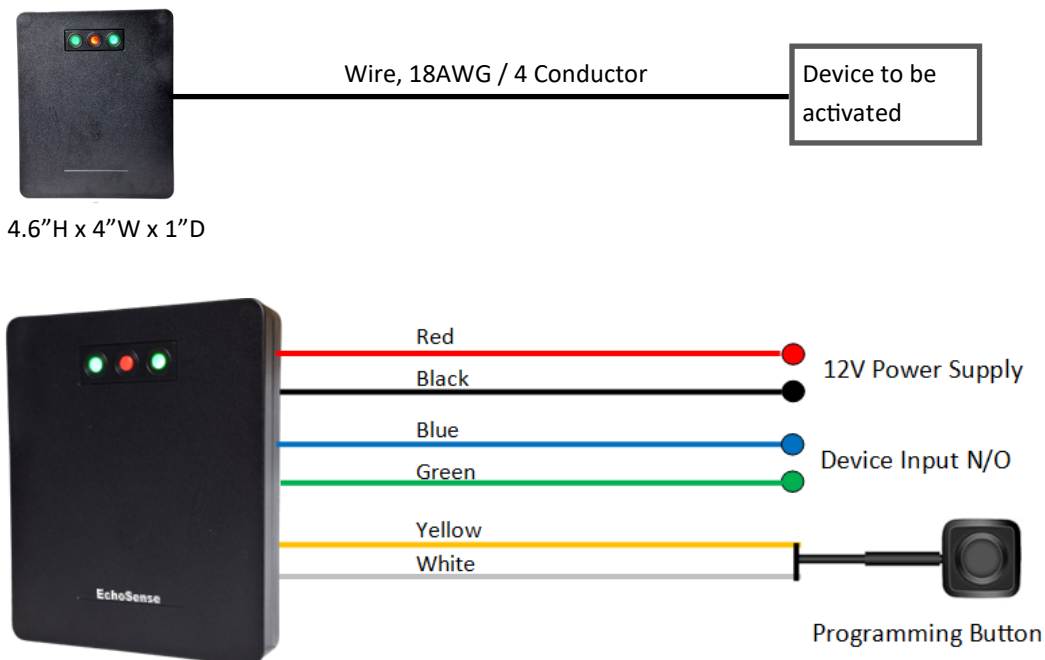 Wire, 18AWG / 4 Conductor
Device to be
activated
4.6”H x 4”W x 1”D
Red
12V Power Supply
Black
Blue
Device Input N/O
Green
Yellow
White
EchoSense
Programming Button